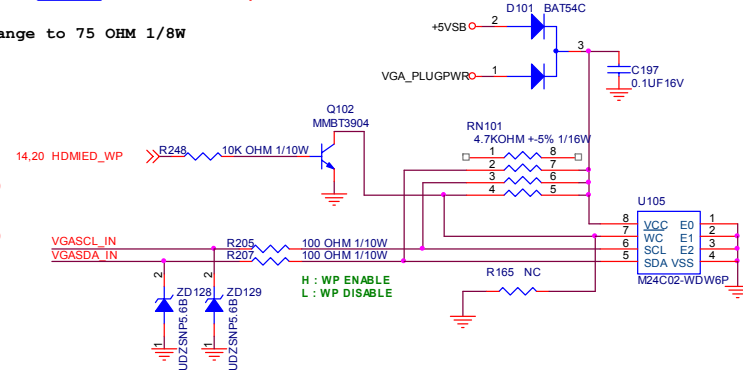 D101 BAT54C
+5VSB
2
ange to 75 OHM 1/8W
3
VGA_PLUGPWR
1
C197
0.1UF16V
Q102
MMBT3904
RN101
4.7KOHM +-5% 1/16W
14,20 HDMIED_WP
R248
10K OHM 1/10W
1 8
2 7
3 6
4 5
U105
8 VCC E0 1
7 WC E1 2
6 SCL E2 3
5 SDA VSS 4
M24C02-WDW6P
VGASCL_IN
R205
100 OHM 1/10W
VGASDA_IN
R207
100 OHM 1/10W
H : WP ENABLE
L : WP DISABLE
R165 NC
2
2
ZD128
ZD129
UDZSNP5.6B
UDZSNP5.6B
1
1